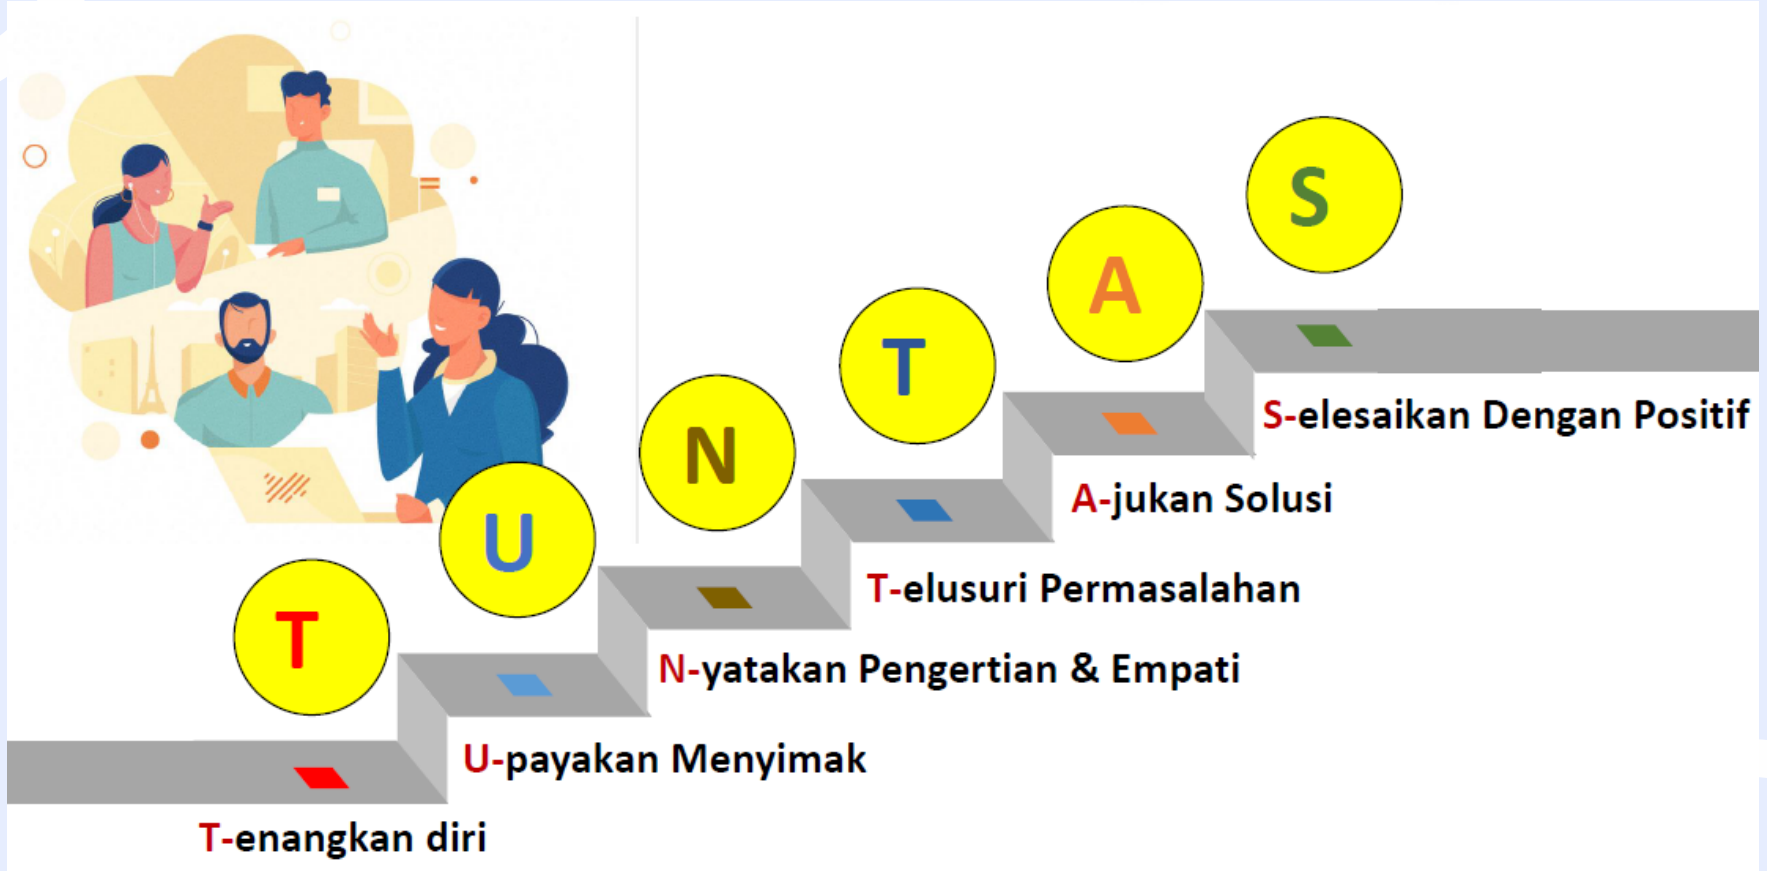 T
T-enangkan diri
U
U-payakan Menyimak
N
N-yatakan Pengertian & Empati
T
T-elusuri Permasalahan
A
A-jukan Solusi
S
S-elesaikan Dengan Positif